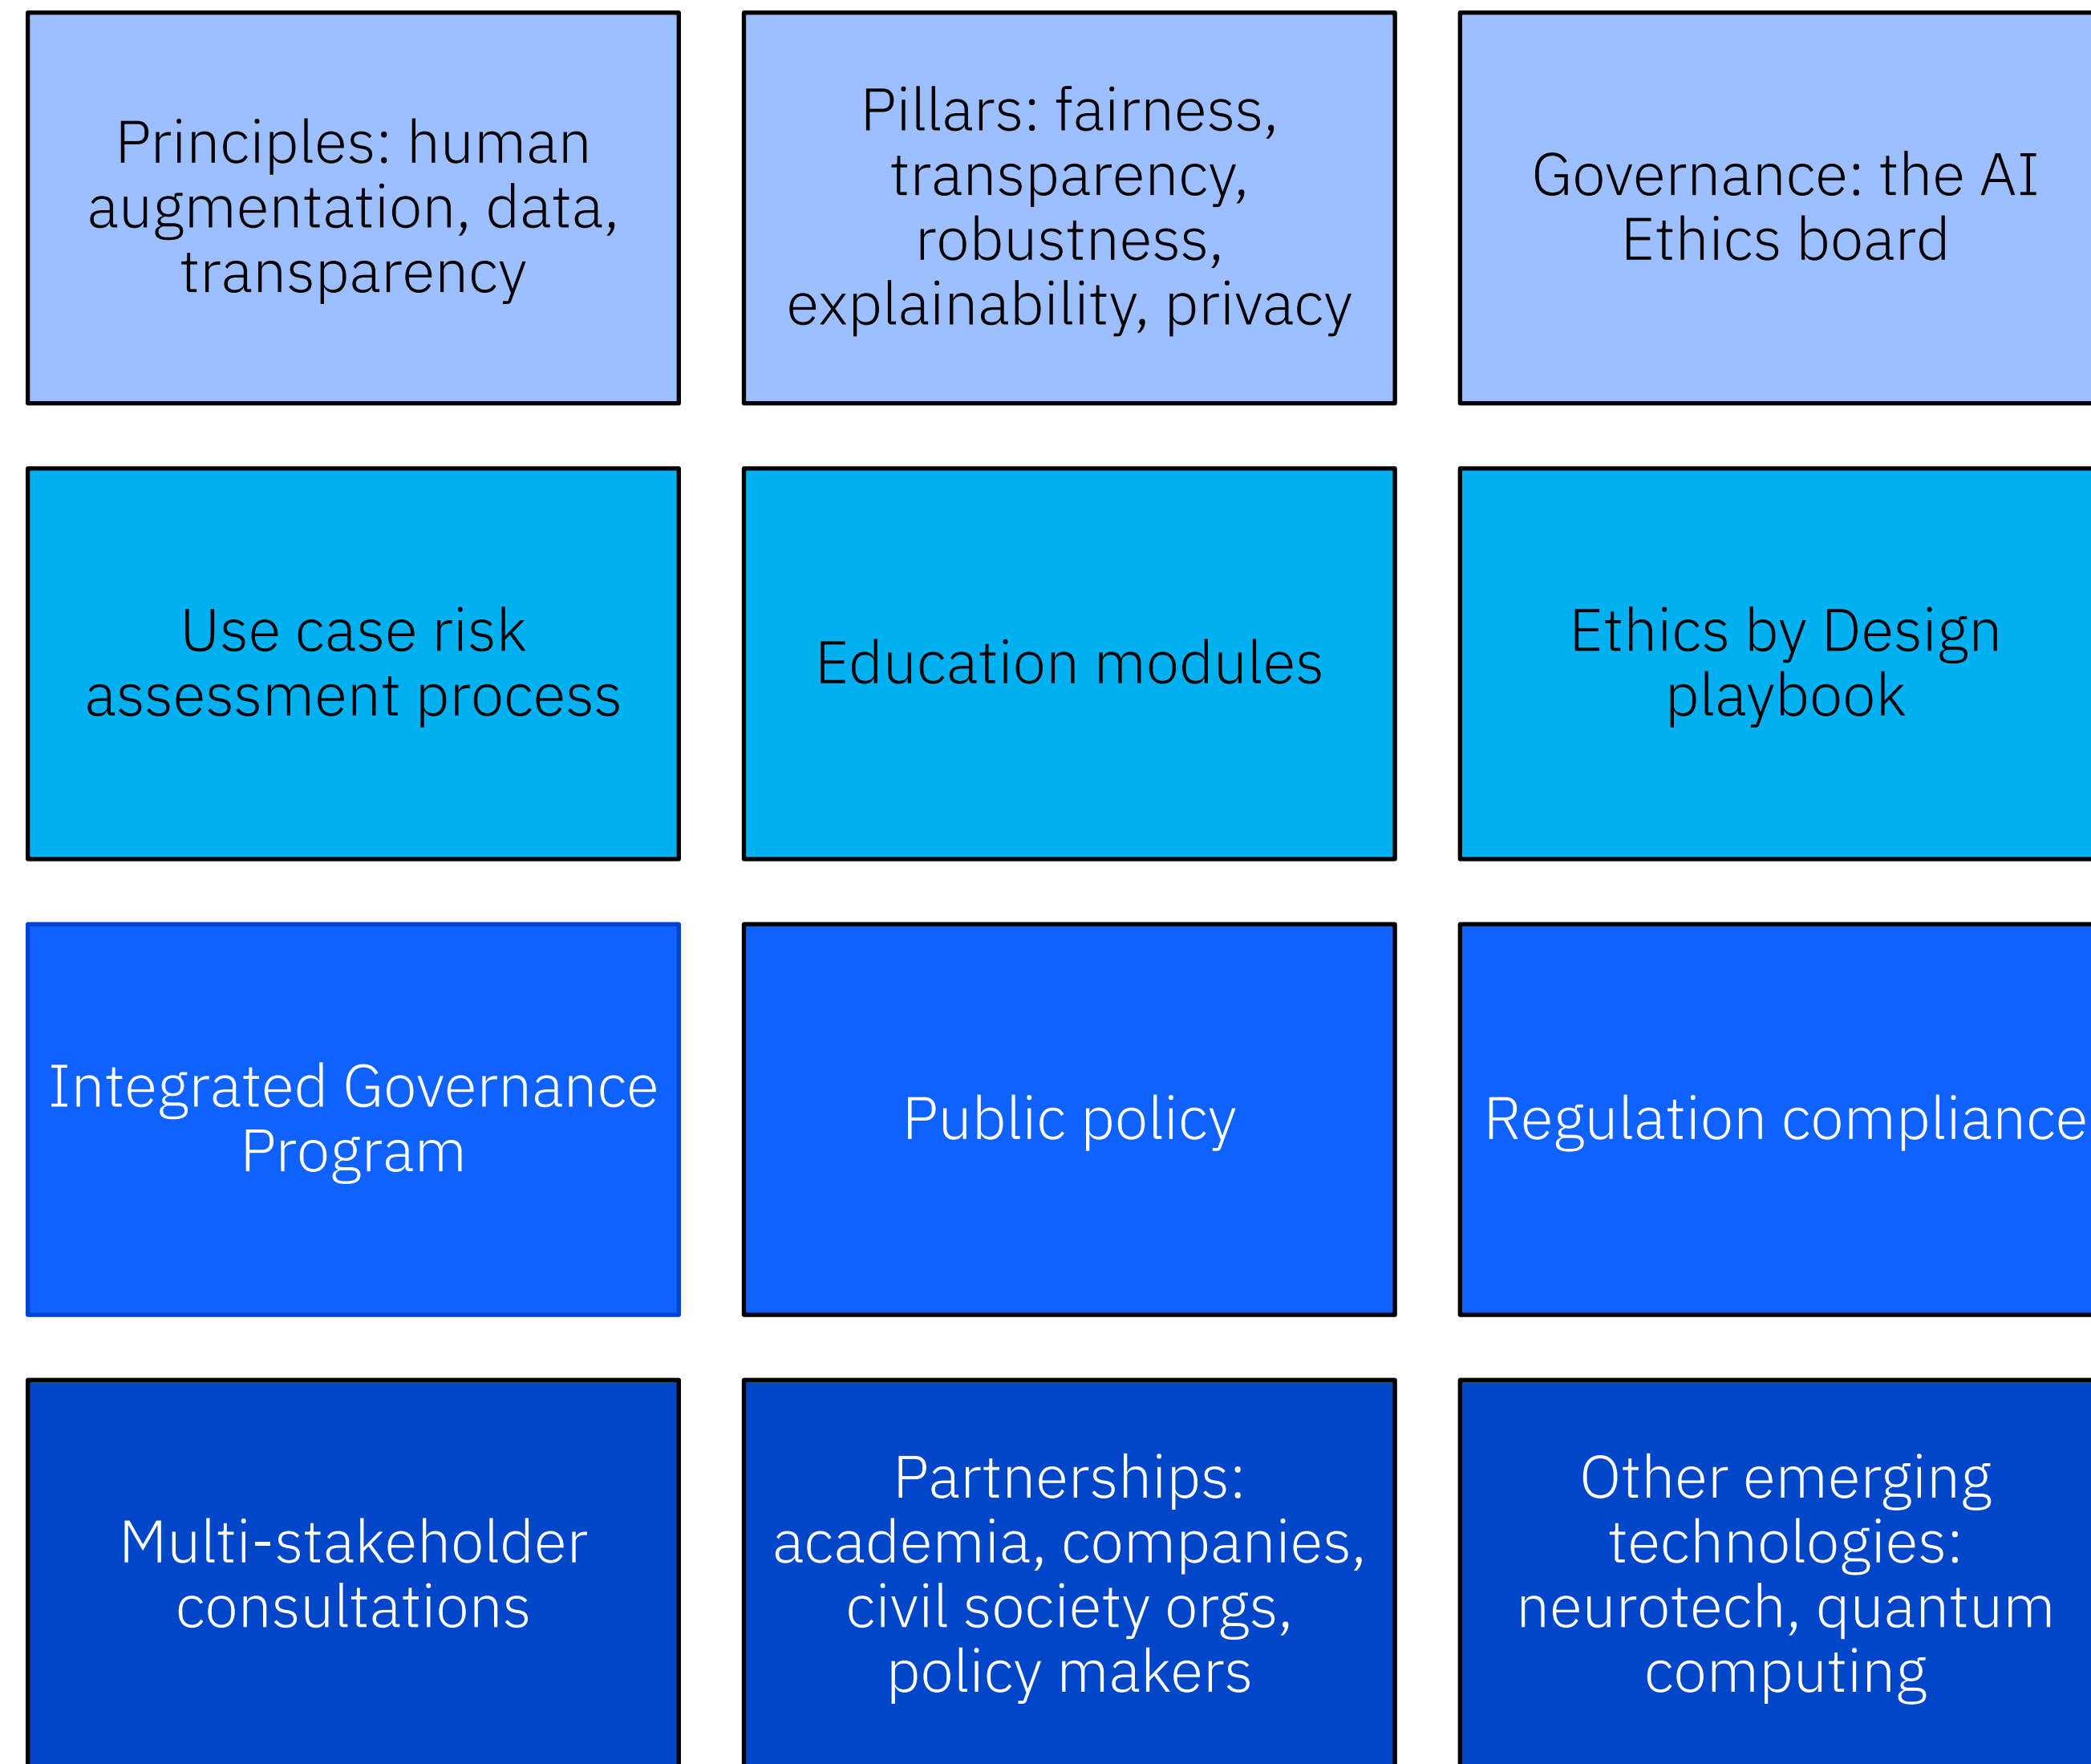 Principles: human
augmentation, data,
transparency
Pillars: fairness,
transparency,
robustness,
explainability, privacy
Governance: the AI
Ethics board
Use case risk
assessment process
Education modules
Ethics by Design
playbook
Integrated Governance
Program
Public policy
Regulation compliance
Multi-stakeholder
consultations
Partnerships:
academia, companies,
civil society orgs,
policy makers
Other emerging
technologies:
neurotech, quantum
computing